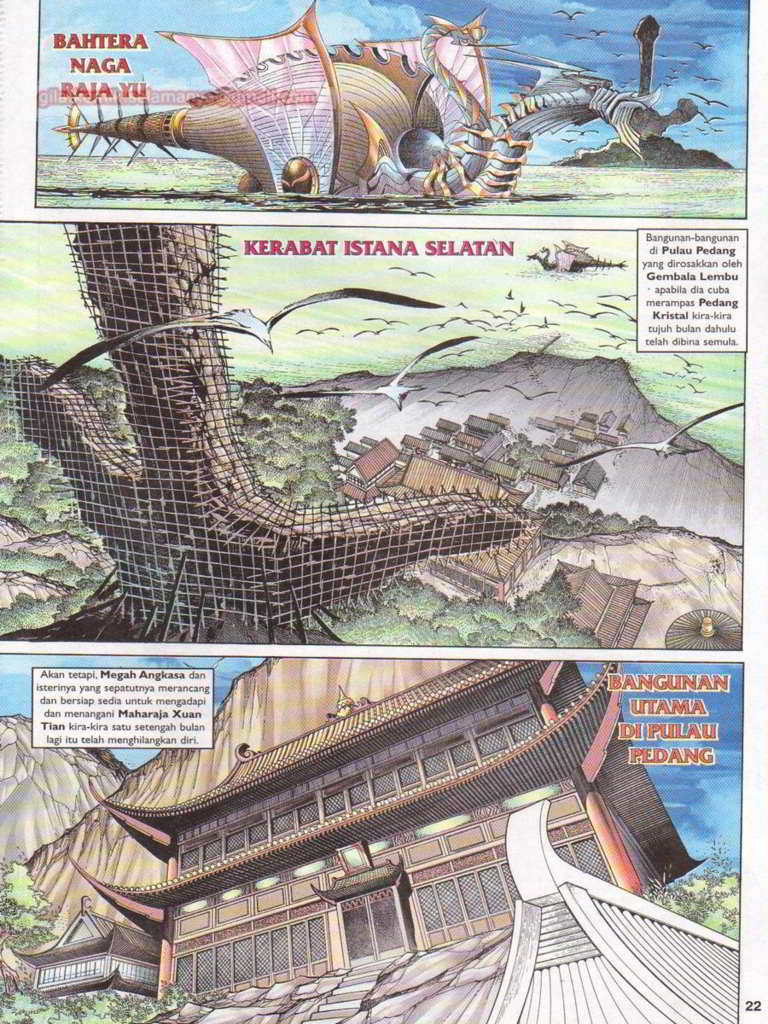 BAHTERA
NAGA
RAJA YU
KERABAT ISTANA SELATAN
Bangunan-bangunan
di Pulau Pedang
yang dirosakkan oleh
Gembala Lembu
- apabila dia cuba
merampas Pedang
Kristal kira-kira
tujuh bulan dahulu
telah dibina semula.
Akan tetapi, Megah Angkasa dan
isterinya yang sepatutnya merancang
dan bersiap sedia untuk mengadapi
dan menangani Maharaja Xuan
Tian kira-kira satu setengah bulan
lagi itu telah menghilangkan diri.
BANGUNAN
UTAMA
DI PULAU
PEDANG
22